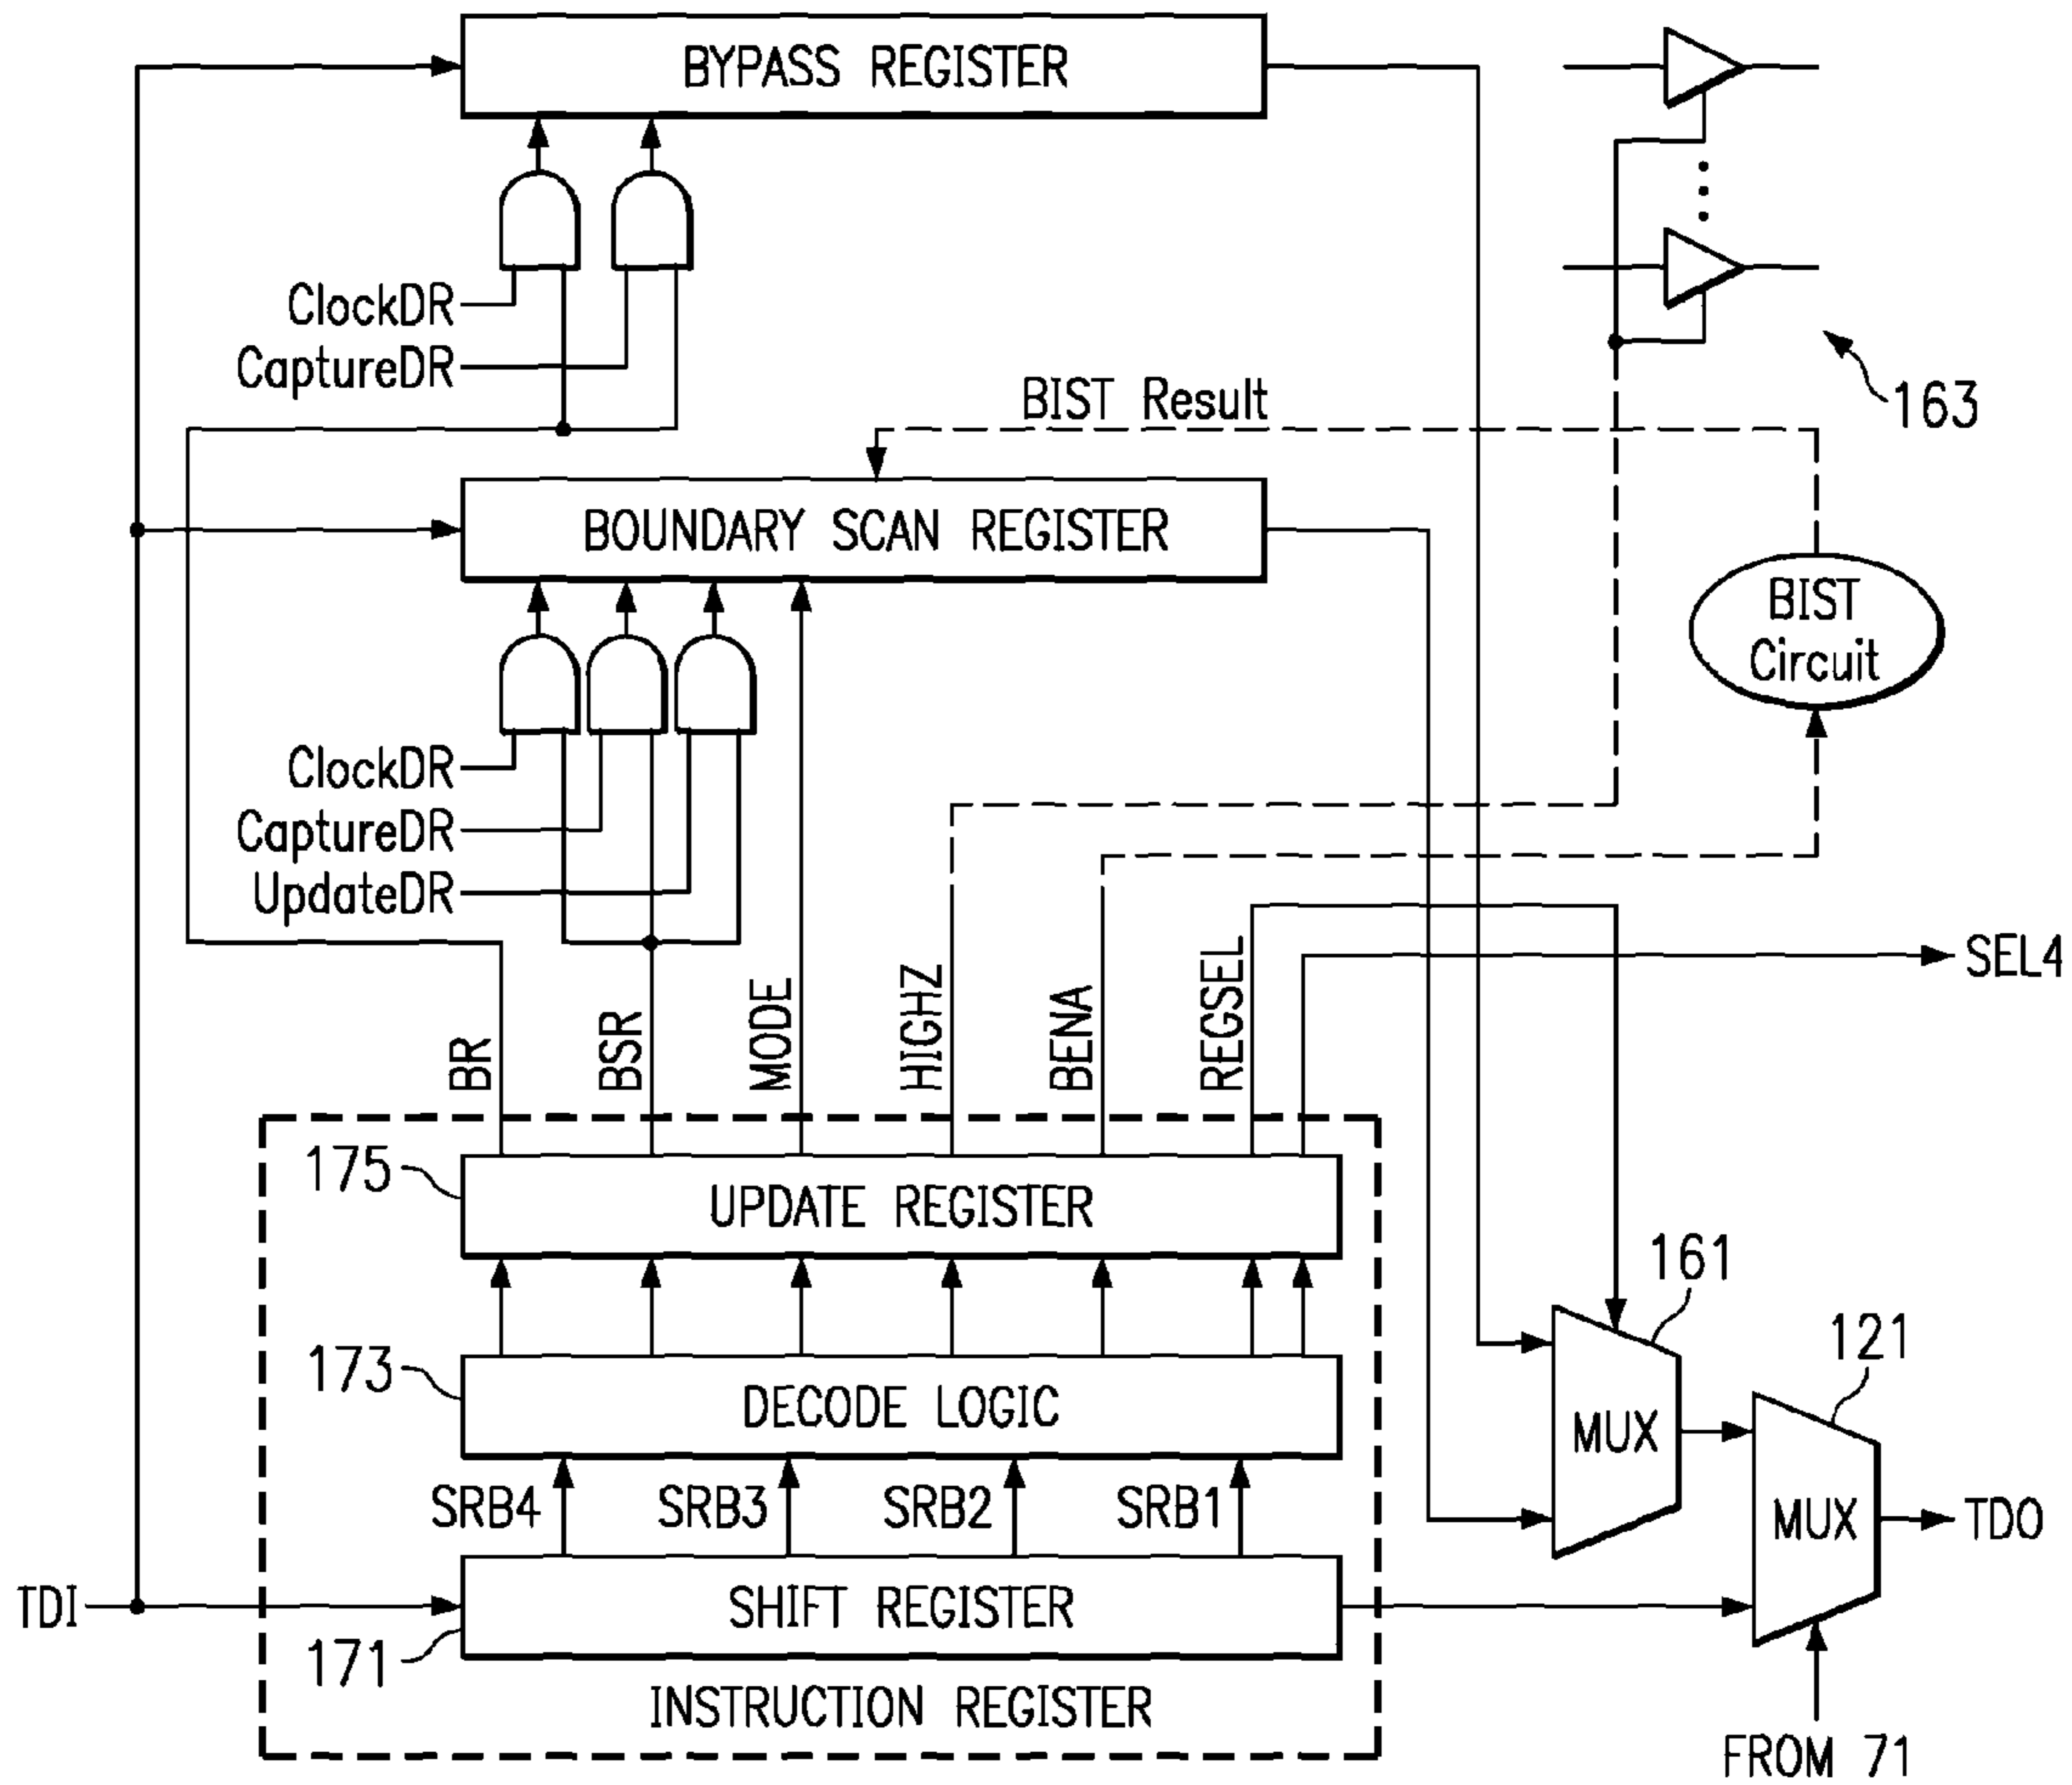 BYPASS REGISTER
ClockDR
CaptureDR
163
BIST Result
BOUNDARY SCAN REGISTER
BIST
Circuit
ClockDR
CaptureDR
UpdateDR
SEL4
BR
BSR
MODE
HIGHZ
BENA
REGSEL
175
UPDATE REGISTER
161
121
173
DECODE LOGIC
MUX
SRB4
SRB3
SRB2
SRB1
MUX
TDO
TDI
SHIFT REGISTER
171
INSTRUCTION REGISTER
FROM 71